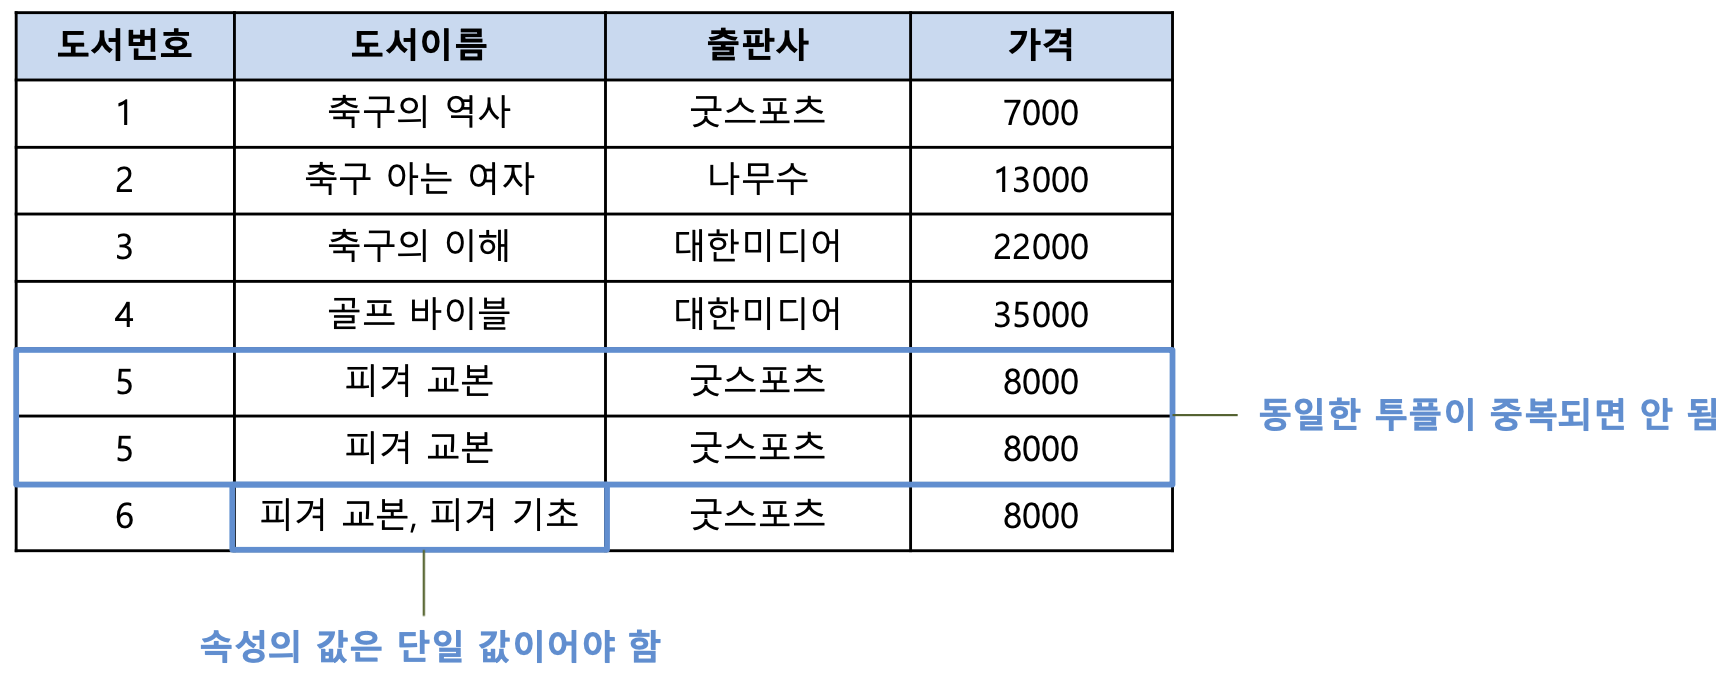 도서번호 도서이름 출판사 가격
1 축구의 역사 굿스포츠 7000
2 축구 아는 여자 나무수 13000
3 축구의 이해 대한미디어 22000
4 골프 바이블 대한미디어 35000
5 피겨 교본 굿스포츠 8000
동일한 투플이 중복되면 안 됨
5 피겨 교본 굿스포츠 8000
6 피겨 교본, 피겨 기초 굿스포츠 8000
속성의 값은 단일 값이어야 함